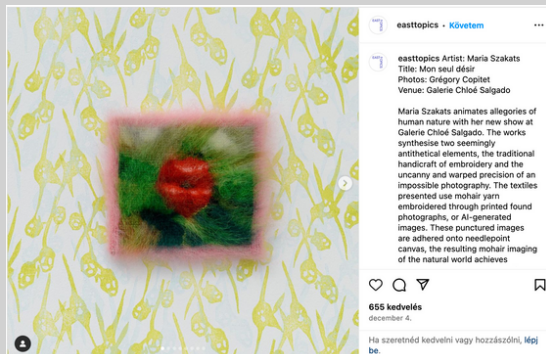 easttopics • Követem
easttopics Artist: Maria Szakats
Title: Mon seul désir
Photos: Grégory Copitet
Venue: Galerie Chloé Salgado
Maria Szakats animates allegories of
human nature with her new show at
Galerie Chloé Salgado. The works
synthesise two seemingly
antithetical elements, the traditional
handicraft of embroidery and the
uncanny and warped precision of an
impossible photography. The textiles
presented use mohair yarn
embroidered through printed found
photographs, or AI-generated
images. These punctured images
are adhered onto needlepoint
canvas, the resulting mohair imaging
of the natural world achieves
655 kedvelés
december 4.
Ha szeretnéd kedvelni vagy hozzászólni, lépj
be.